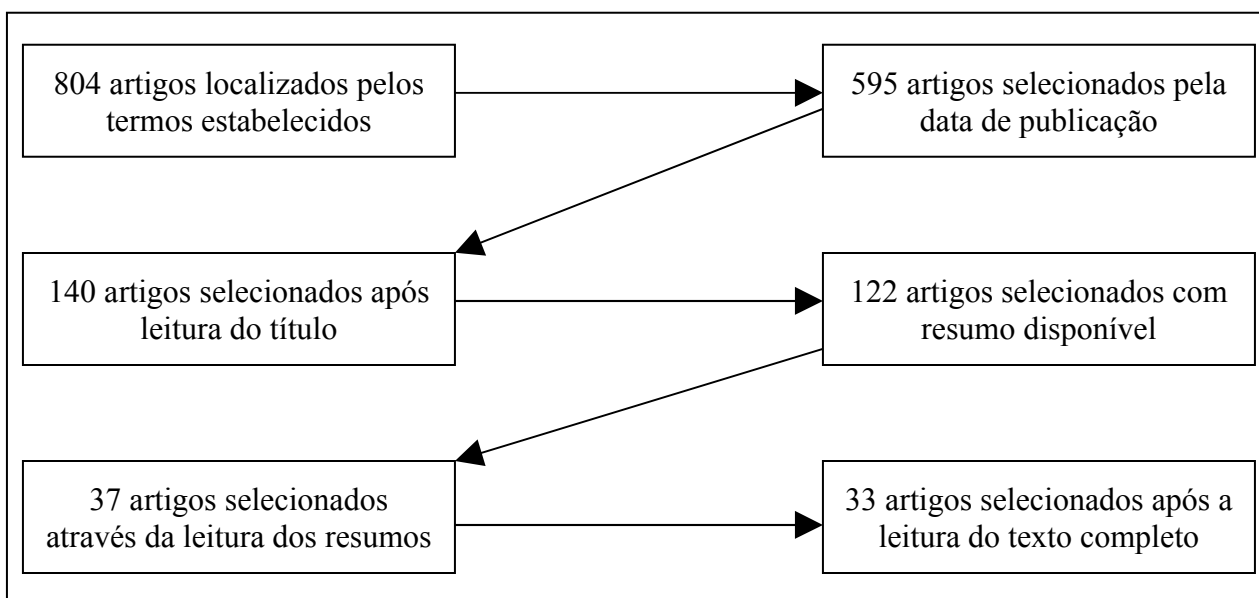 804 artigos localizados pelos
termos estabelecidos
595 artigos selecionados pela
data de publicação
140 artigos selecionados após
leitura do título
122 artigos selecionados com
resumo disponível
37 artigos selecionados
através da leitura dos resumos
33 artigos selecionados após a
leitura do texto completo